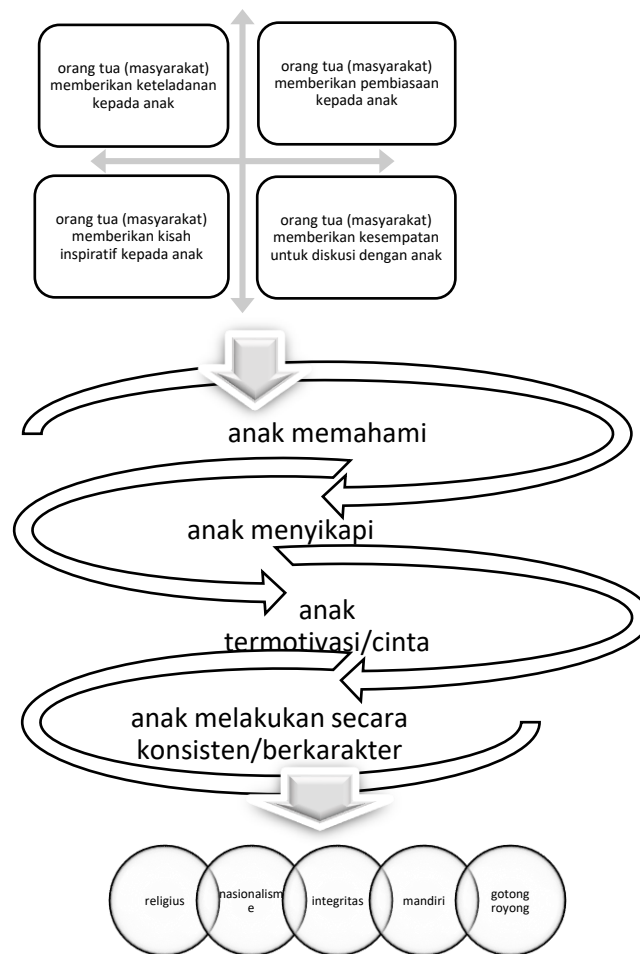 orang tua (masyarakat)
memberikan keteladanan
kepada anak
orang tua (masyarakat)
memberikan pembiasaan
kepada anak
orang tua (masyarakat)
memberikan kisah
inspiratif kepada anak
orang tua (masyarakat)
memberikan kesempatan
untuk diskusi dengan anak
anak memahami
anak menyikapi
anak
termotivasi/cinta
anak melakukan secara
konsisten/berkarakter
religius
nasionalism
e
integritas
mandiri
gotong
royong